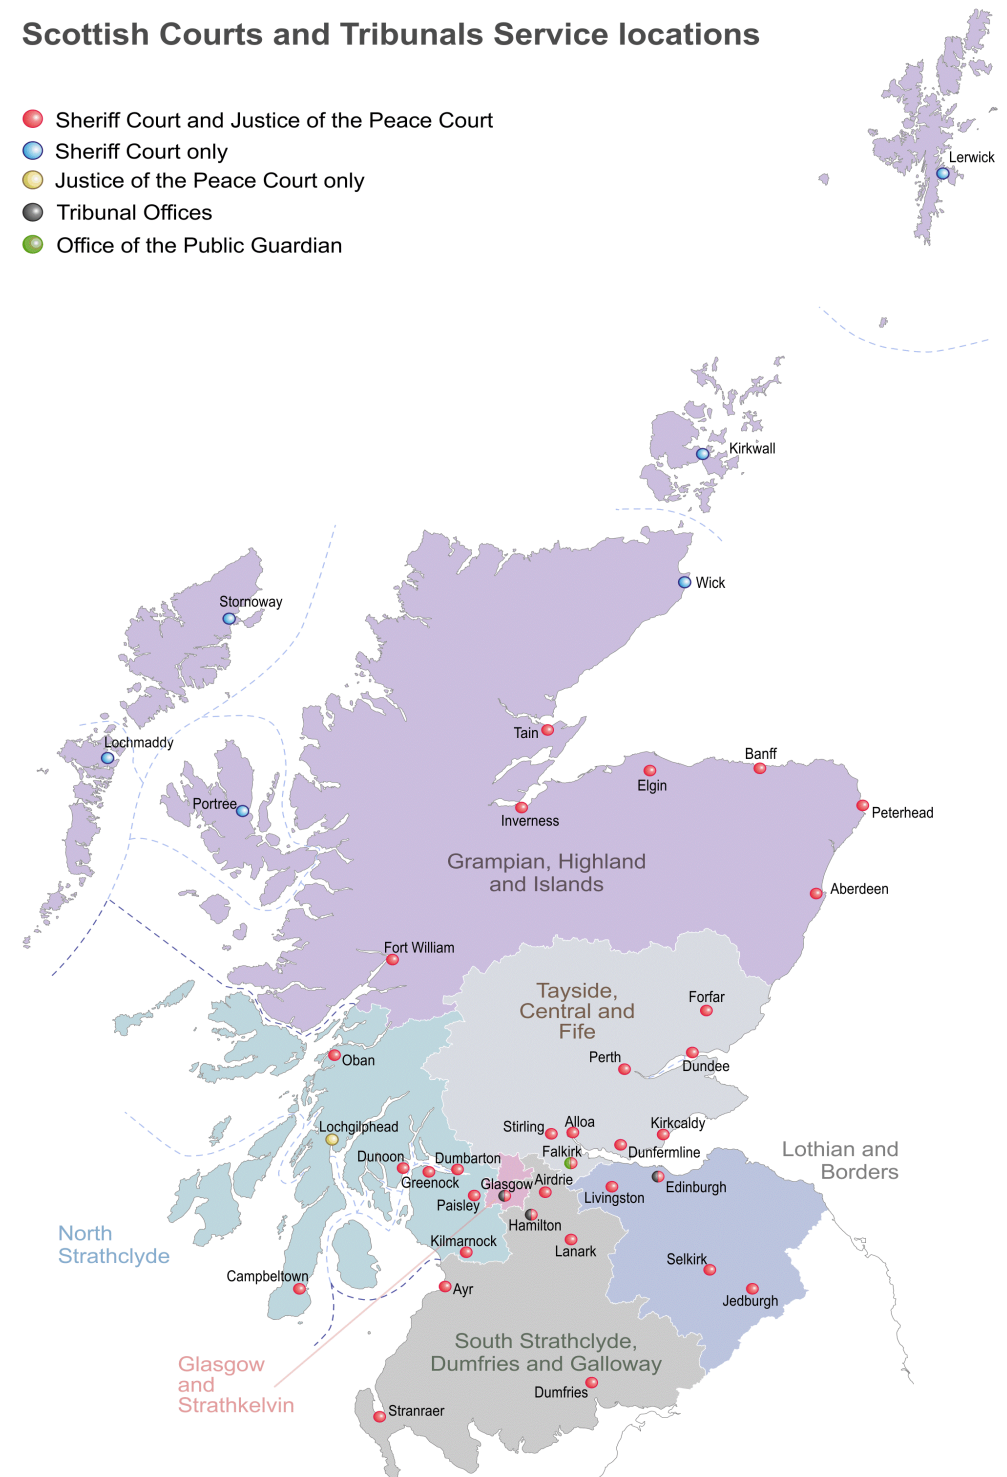 Scottish Courts and Tribunals Service locations
Sheriff Court and Justice of the Peace Court
Sheriff Court only
Justice of the Peace Court only
Tribunal Offices
Office of the Public Guardian
Lerwick
Kirkwall
Wick
Stornoway
Lochmaddy
Portree
Tain
Banff
Elgin
Inverness
Peterhead
Grampian, Highland
and Islands
Aberdeen
Fort William
Tayside,
Central and
Fife
Forfar
Perth
Dundee
Oban
Stirling
Alloa
Kirkcaldy
Lochgilphead
Dunfermline
Falkirk
Lothian and
Borders
Dunoon
Dumbarton
Greenock
Glasgow
Airdrie
Edinburgh
Livingston
Paisley
Hamilton
North
Strathclyde
Kilmarnock
Lanark
Selkirk
Campbeltown
Ayr
Jedburgh
South Strathclyde,
Dumfries and Galloway
Glasgow
and
Strathkelvin
Dumfries
Stranraer